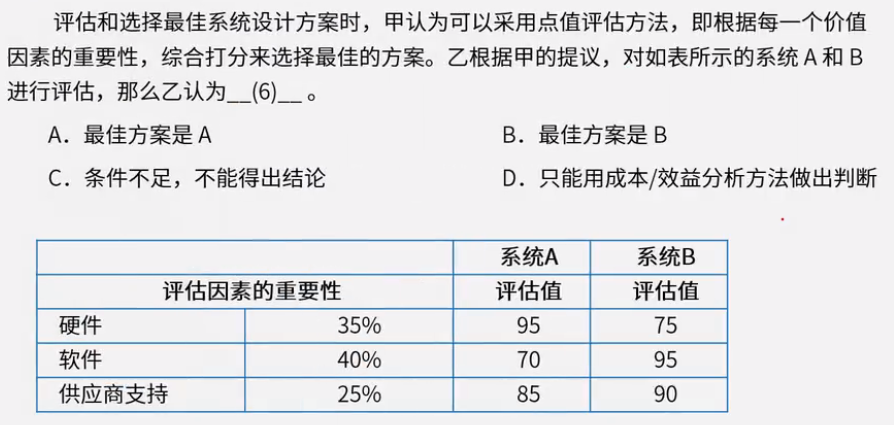 评估和选择最佳系统设计方案时，甲认为可以采用点值评估方法，即根据每一个价值
因素的重要性，综合打分来选择最佳的方案。乙根据甲的提议，对如表所示的系统 A 和 B
进行评估，那么乙认为__(6)__ 。
A．最佳方案是 A B．最佳方案是 B
C．条件不足，不能得出结论 D．只能用成本/效益分析方法做出判断
系统A 系统B
评估因素的重要性 评估值 评估值
硬件 35% 95 75
软件 40% 70 95
供应商支持 25% 85 90